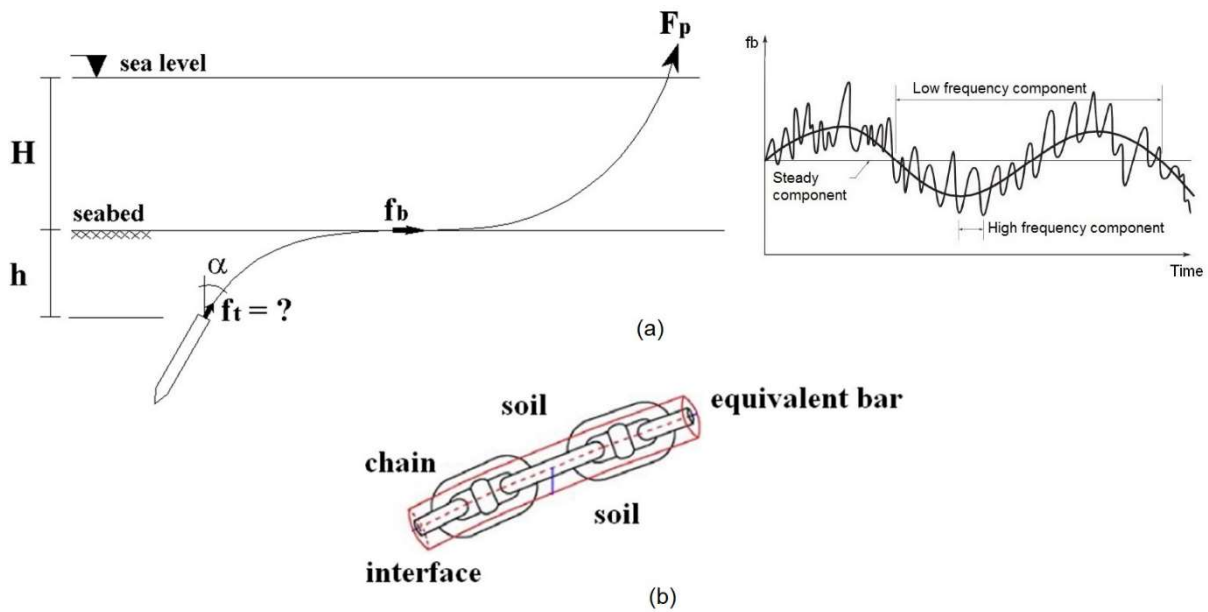 Fp
sea level
H
seabed
fb
h
α
ft = ?
fb
Low frequency component
Steady
component
High frequency component
Time
(a)
soil
equivalent bar
chain
soil
interface
(b)